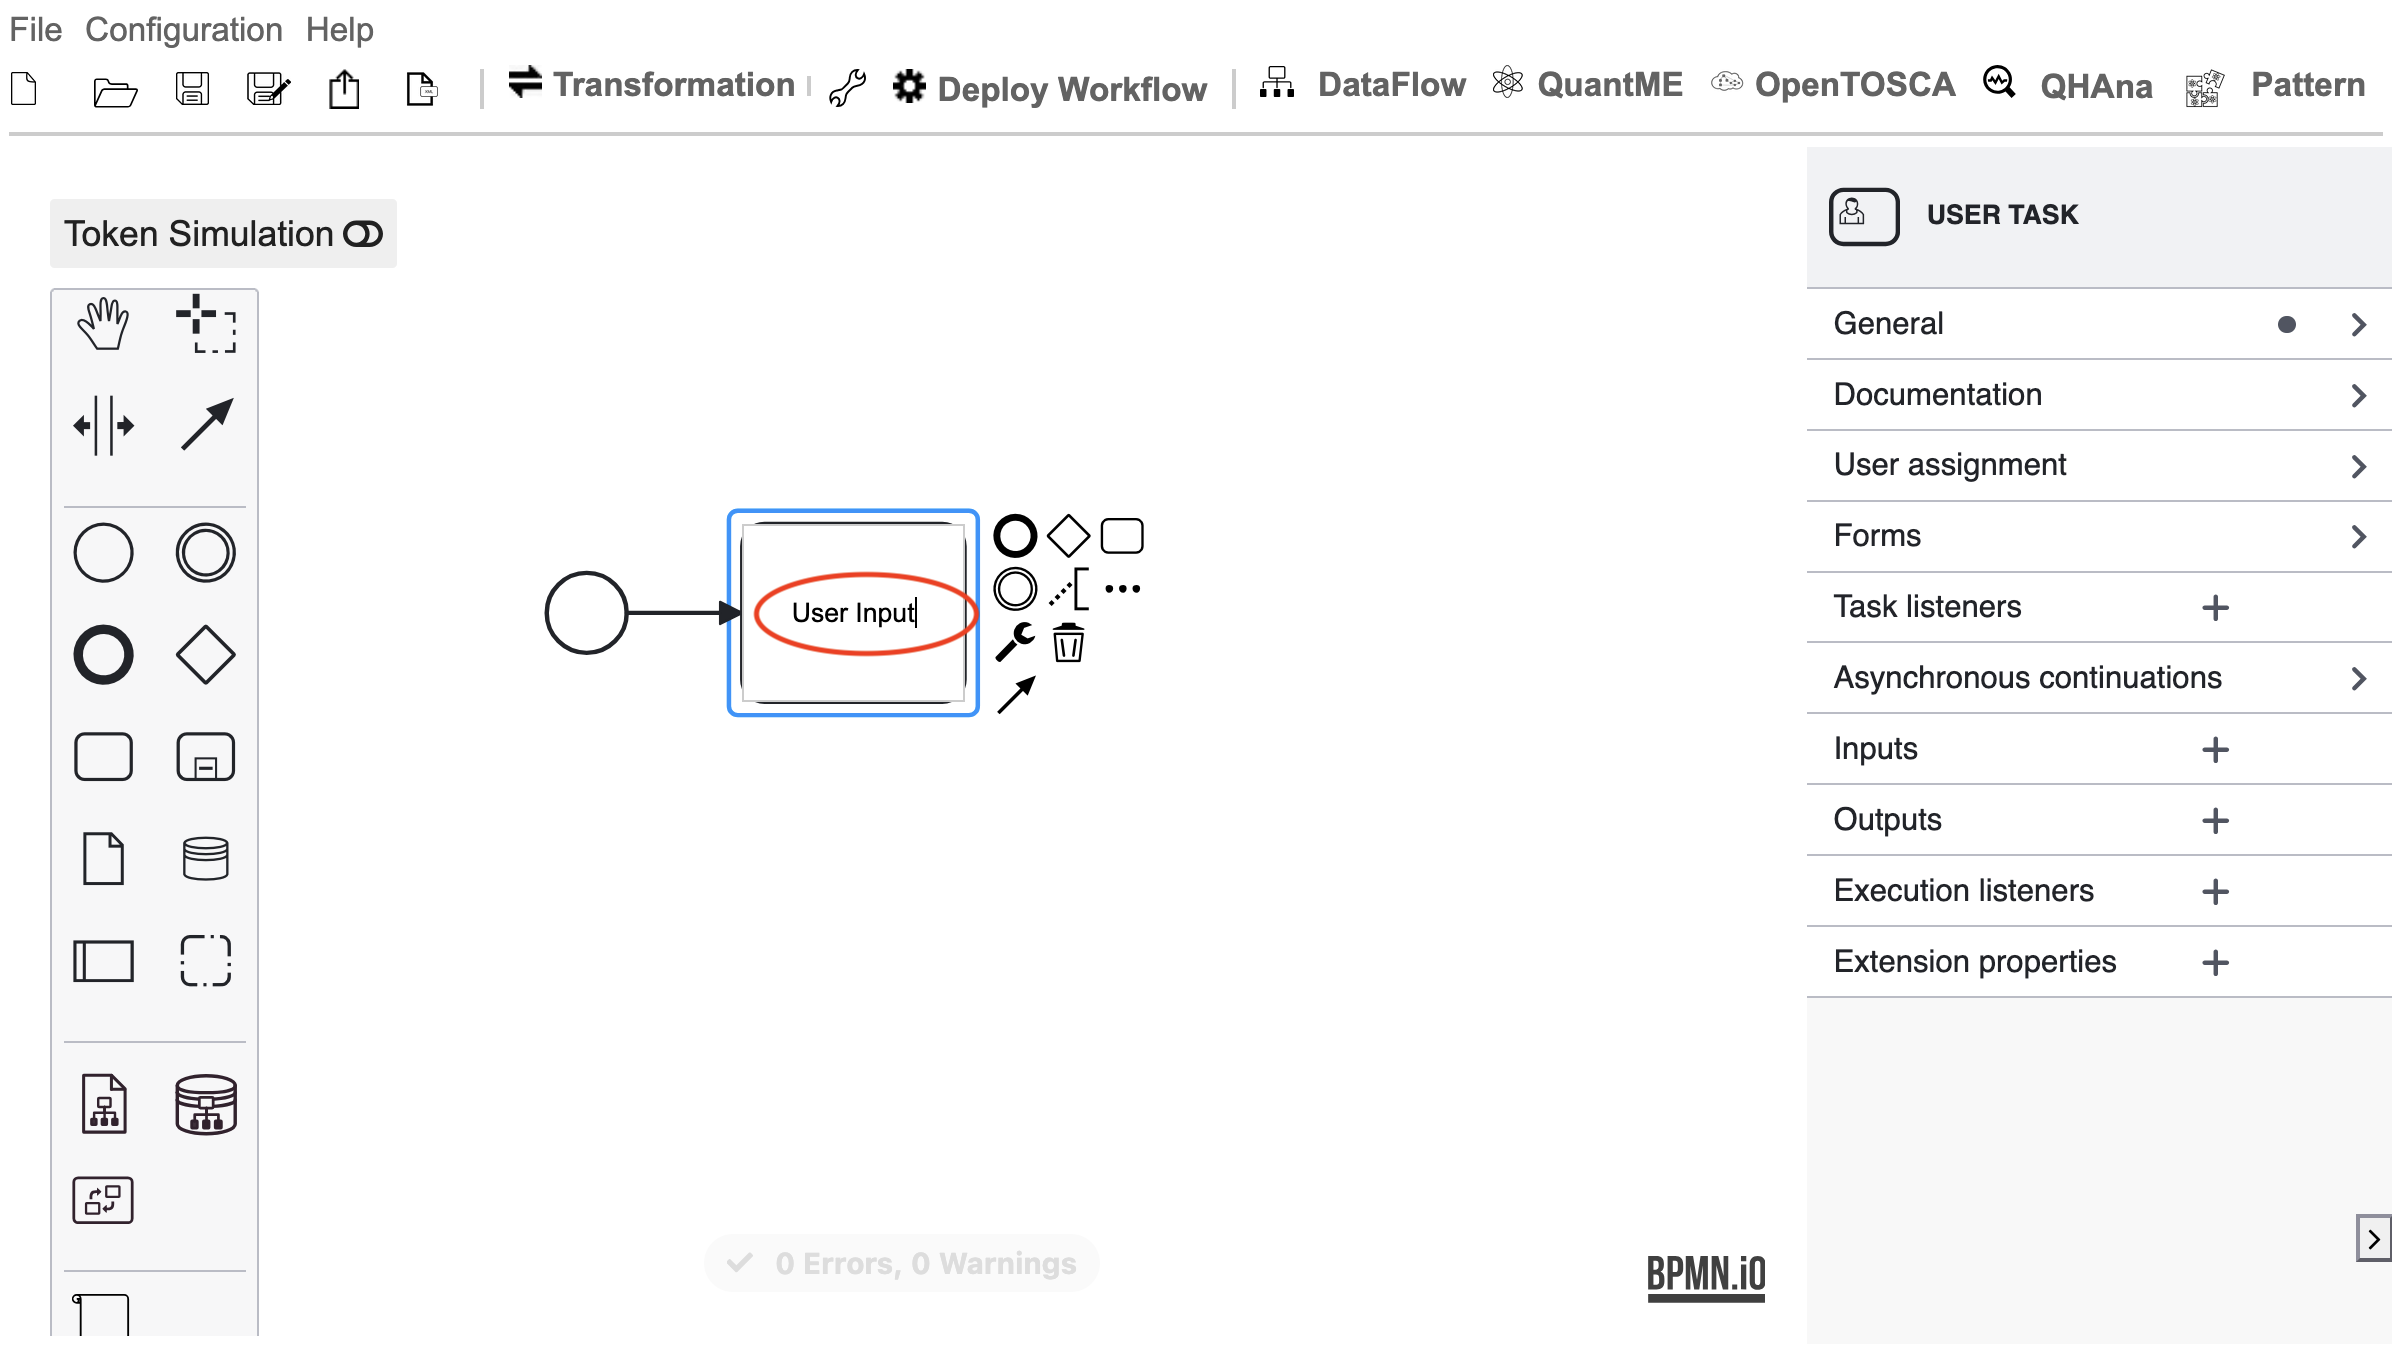 File Configuration Help
Transformation Deploy Workflow DataFlow QuantME OpenTOSCA QHAna Pattern
Token Simulation
USER TASK
General
Documentation
User assignment
Forms
Task listeners
Asynchronous continuations
Inputs
Outputs
Execution listeners
Extension properties
User Input
0 Errors, 0 Warnings
BPMN.iO